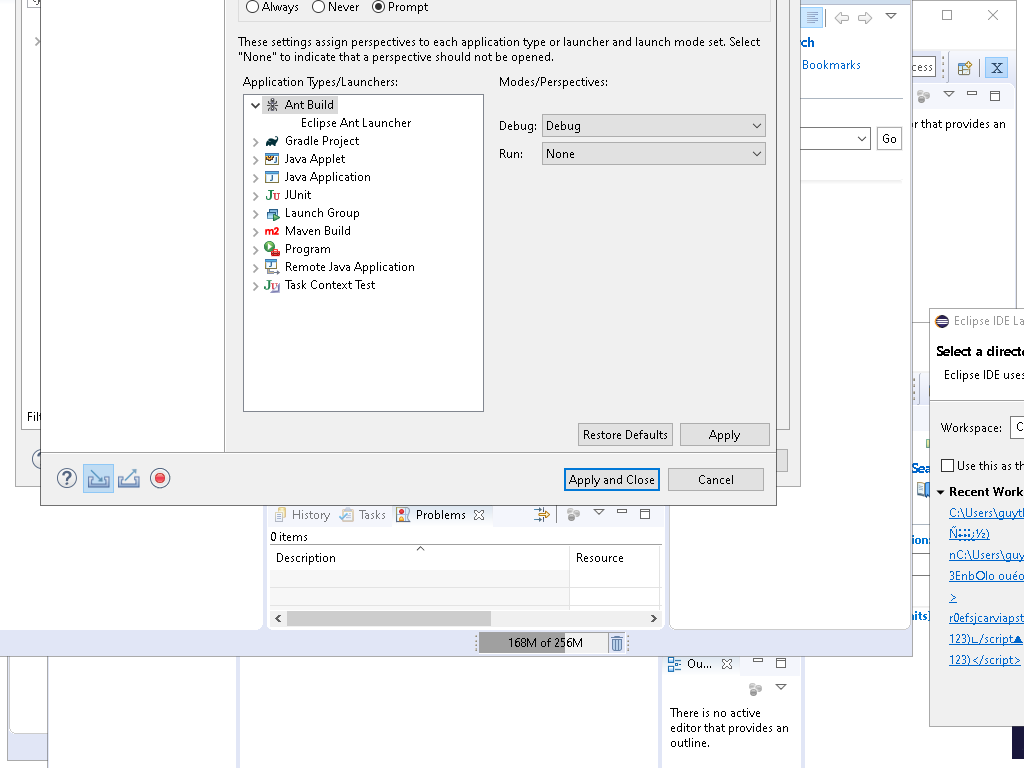 Always Never Prompt
These settings assign perspectives to each application type or launcher and launch mode set. Select
"None" to indicate that a perspective should not be opened.
Application Types/Launchers:
Modes/Perspectives:
Ant Build
Eclipse Ant Launcher
Gradle Project
Java Applet
Java Application
JUnit
Launch Group
Maven Build
Program
Remote Java Application
Task Context Test
Debug: Debug
Run: None
Restore Defaults
Apply
Apply and Close
Cancel
ch
Bookmarks
Go
cess
or that provides an
Eclipse IDE La
Select a direct
Eclipse IDE uses
Workspace:
Use this as th
Recent Work
C:\Users\guyt
nC:\Users\guy
3EnbOlo ouéo
>
r0efsjcarviapst
123)∟/script▲
123)</script>
Filt
Sea
ion:
its]
History Tasks Problems
0 items
Description
Resource
168M of 256M
Ou...
There is no active
editor that provides an
outline.